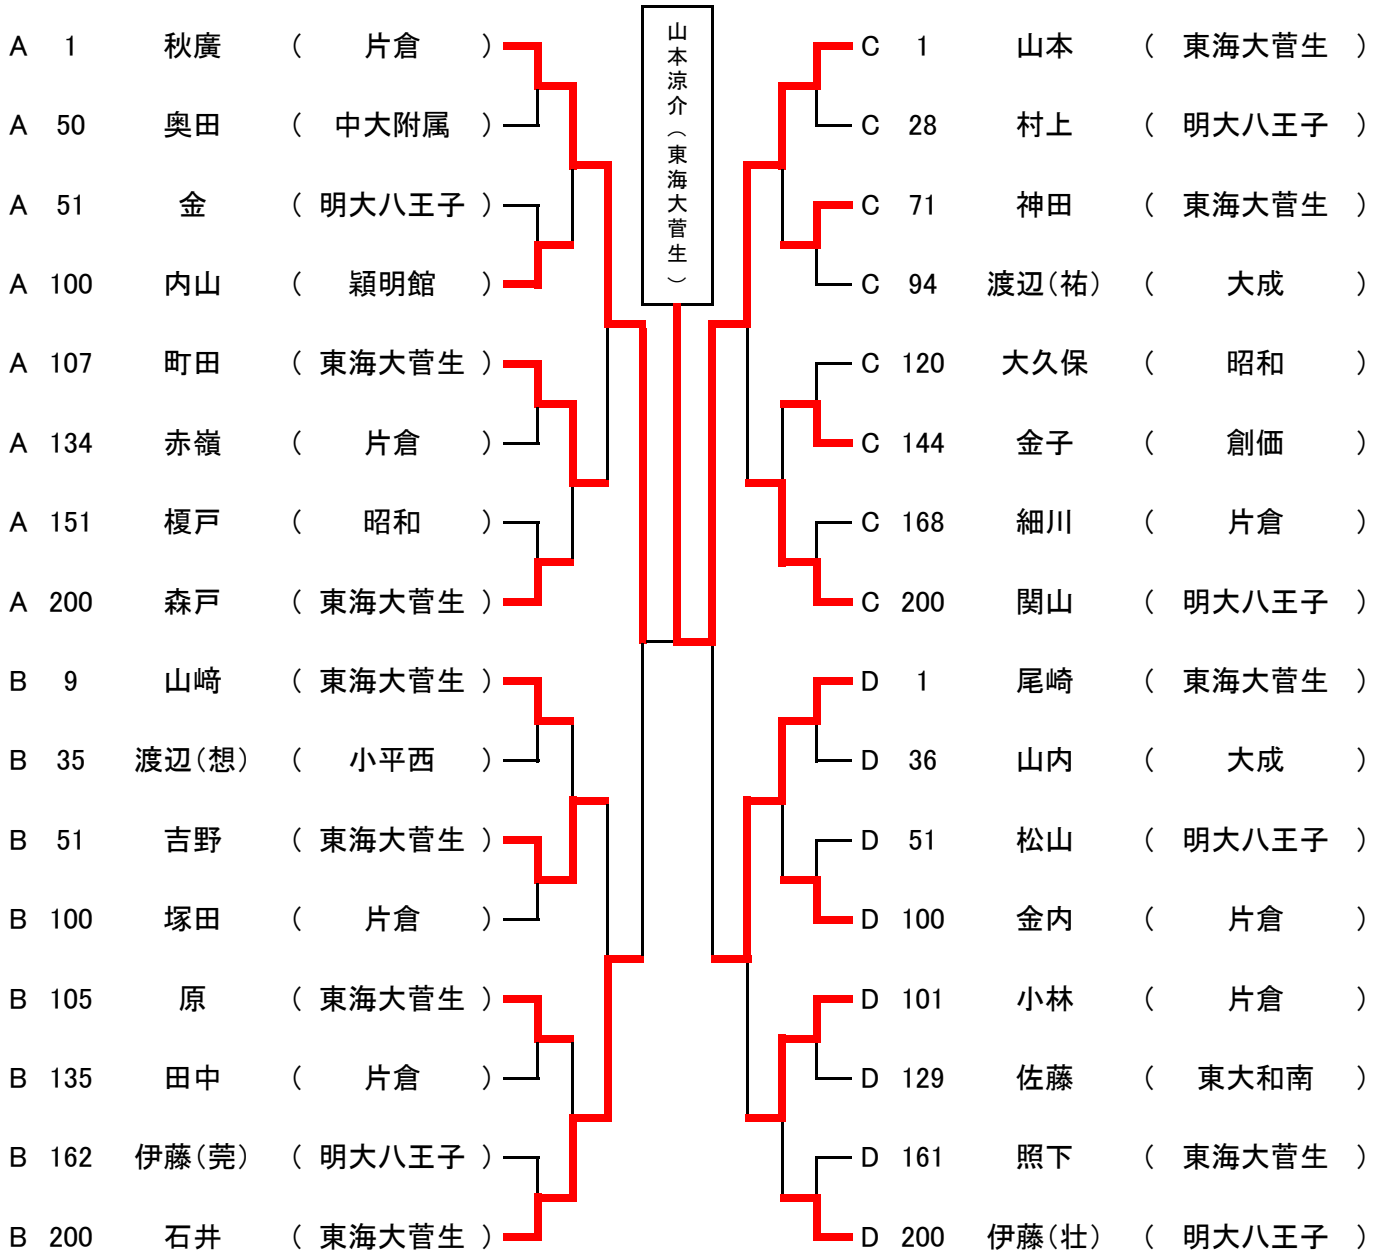 山本涼介（東海大菅生）
A 1 秋廣 ( 片倉 )
A 50 奥田 ( 中大附属 )
A 51 金 ( 明大八王子 )
A 100 内山 ( 穎明館 )
A 107 町田 ( 東海大菅生 )
A 134 赤嶺 ( 片倉 )
A 151 榎戸 ( 昭和 )
A 200 森戸 ( 東海大菅生 )
B 9 山﨑 ( 東海大菅生 )
B 35 渡辺(想) ( 小平西 )
B 51 吉野 ( 東海大菅生 )
B 100 塚田 ( 片倉 )
B 105 原 ( 東海大菅生 )
B 135 田中 ( 片倉 )
B 162 伊藤(莞) ( 明大八王子 )
B 200 石井 ( 東海大菅生 )
C 1 山本 ( 東海大菅生 )
C 28 村上 ( 明大八王子 )
C 71 神田 ( 東海大菅生 )
C 94 渡辺(祐) ( 大成 )
C 120 大久保 ( 昭和 )
C 144 金子 ( 創価 )
C 168 細川 ( 片倉 )
C 200 関山 ( 明大八王子 )
D 1 尾崎 ( 東海大菅生 )
D 36 山内 ( 大成 )
D 51 松山 ( 明大八王子 )
D 100 金内 ( 片倉 )
D 101 小林 ( 片倉 )
D 129 佐藤 ( 東大和南 )
D 161 照下 ( 東海大菅生 )
D 200 伊藤(壮) ( 明大八王子 )